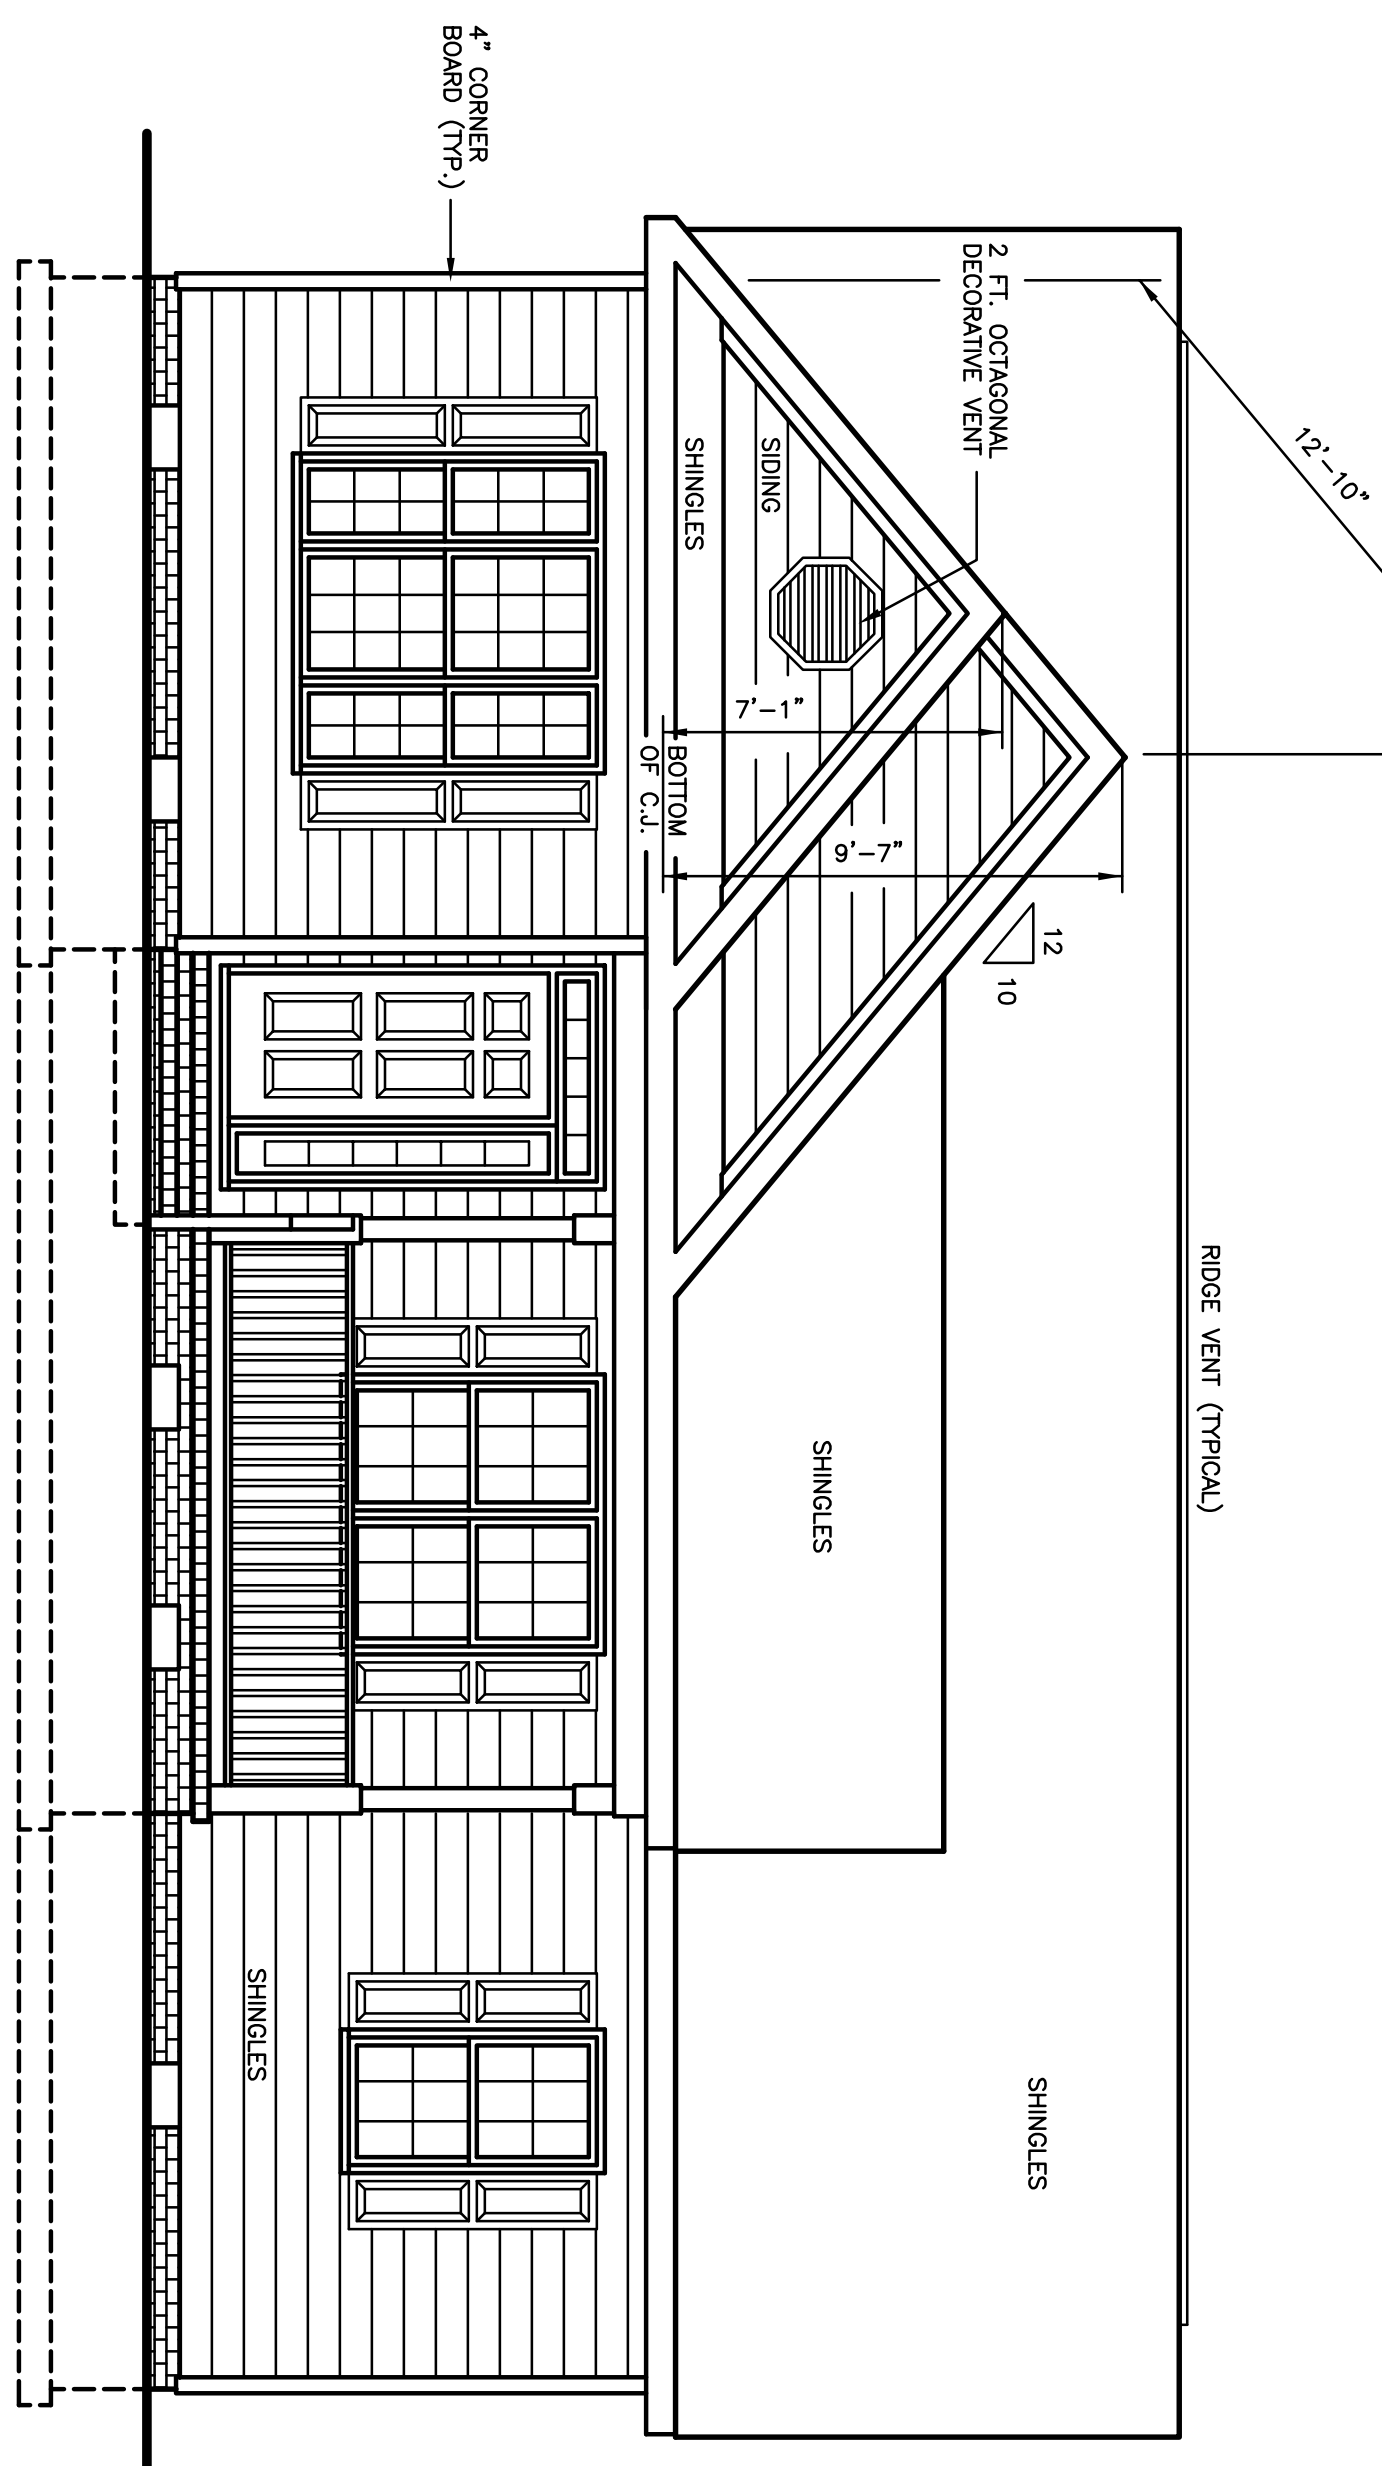 RIDGE VENT (TYPICAL)
12'-10"
2 FT. OCTAGONAL
DECORATIVE VENT
12
10
SHINGLES
SHINGLES
SIDING
SHINGLES
7'-1"
9'-7"
BOTTOM
OF C.J.
4" CORNER
BOARD (TYP.)
SHINGLES